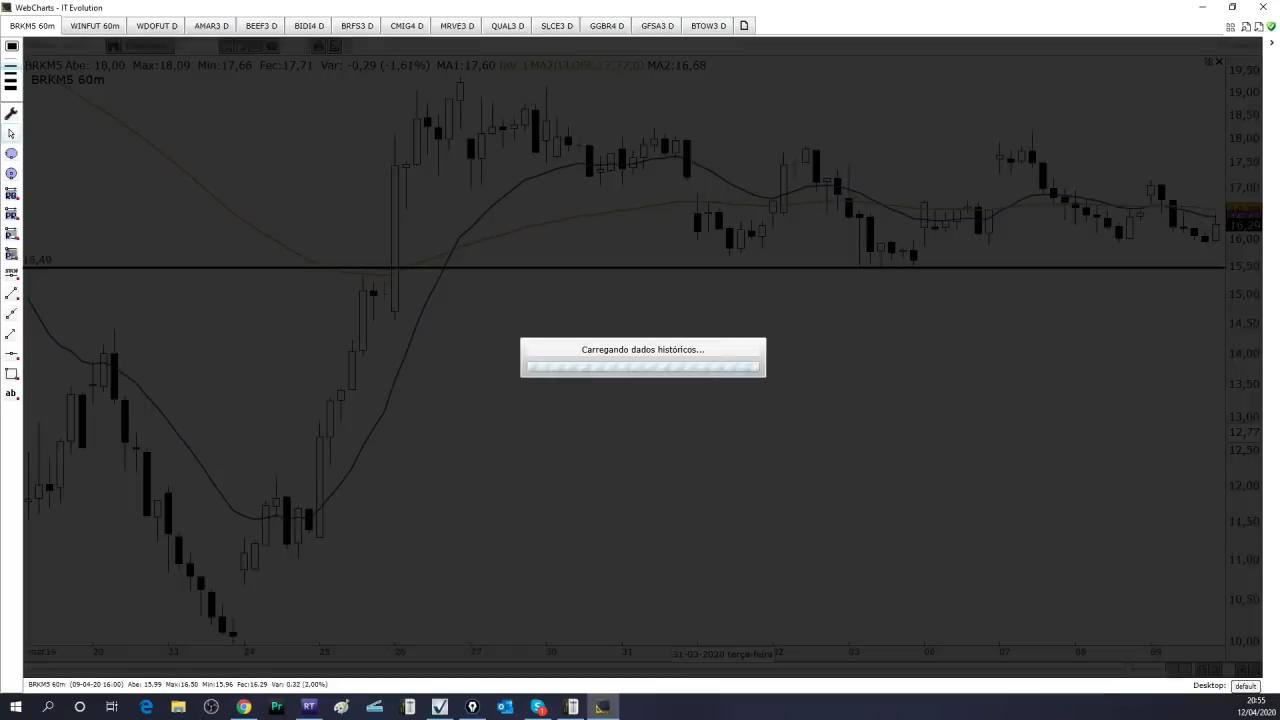 WebCharts - IT Evolution
BRKM5 60m WINFUT 60m WDOFUT D AMAR3 D BEEF3 D BIDI4 D BRFS3 D CMIG4 D MRVE3 D QUAL3 D SLCE3 D GGBR4 D GFSA3 D BTOW3 D
BRKM5 Abe: 18,00 Max:18,09 Min:17,66 Fec:17,71 Var: -0,29 (-1,61%) MA1:17,60 MA2:16,68
BRKM5 60m
19,50
19,00
18,50
18,00
17,50
17,00
16,29
16,00
15,50
15,00
14,50
14,00
13,50
13,00
12,77
12,50
12,00
11,50
11,00
10,50
10,00
Carregando dados históricos...
ab
20 23 24 25 26 27 30 31 31-03-2020 terça-feira 02 03 06 07 08 09
BRKM5 60m (09-04-20 16:00) Abe: 15,99 Max:16,50 Min:15,96 Fec:16,29 Var: 0,32 (2,00%)
Desktop: default
20:55
12/04/2020